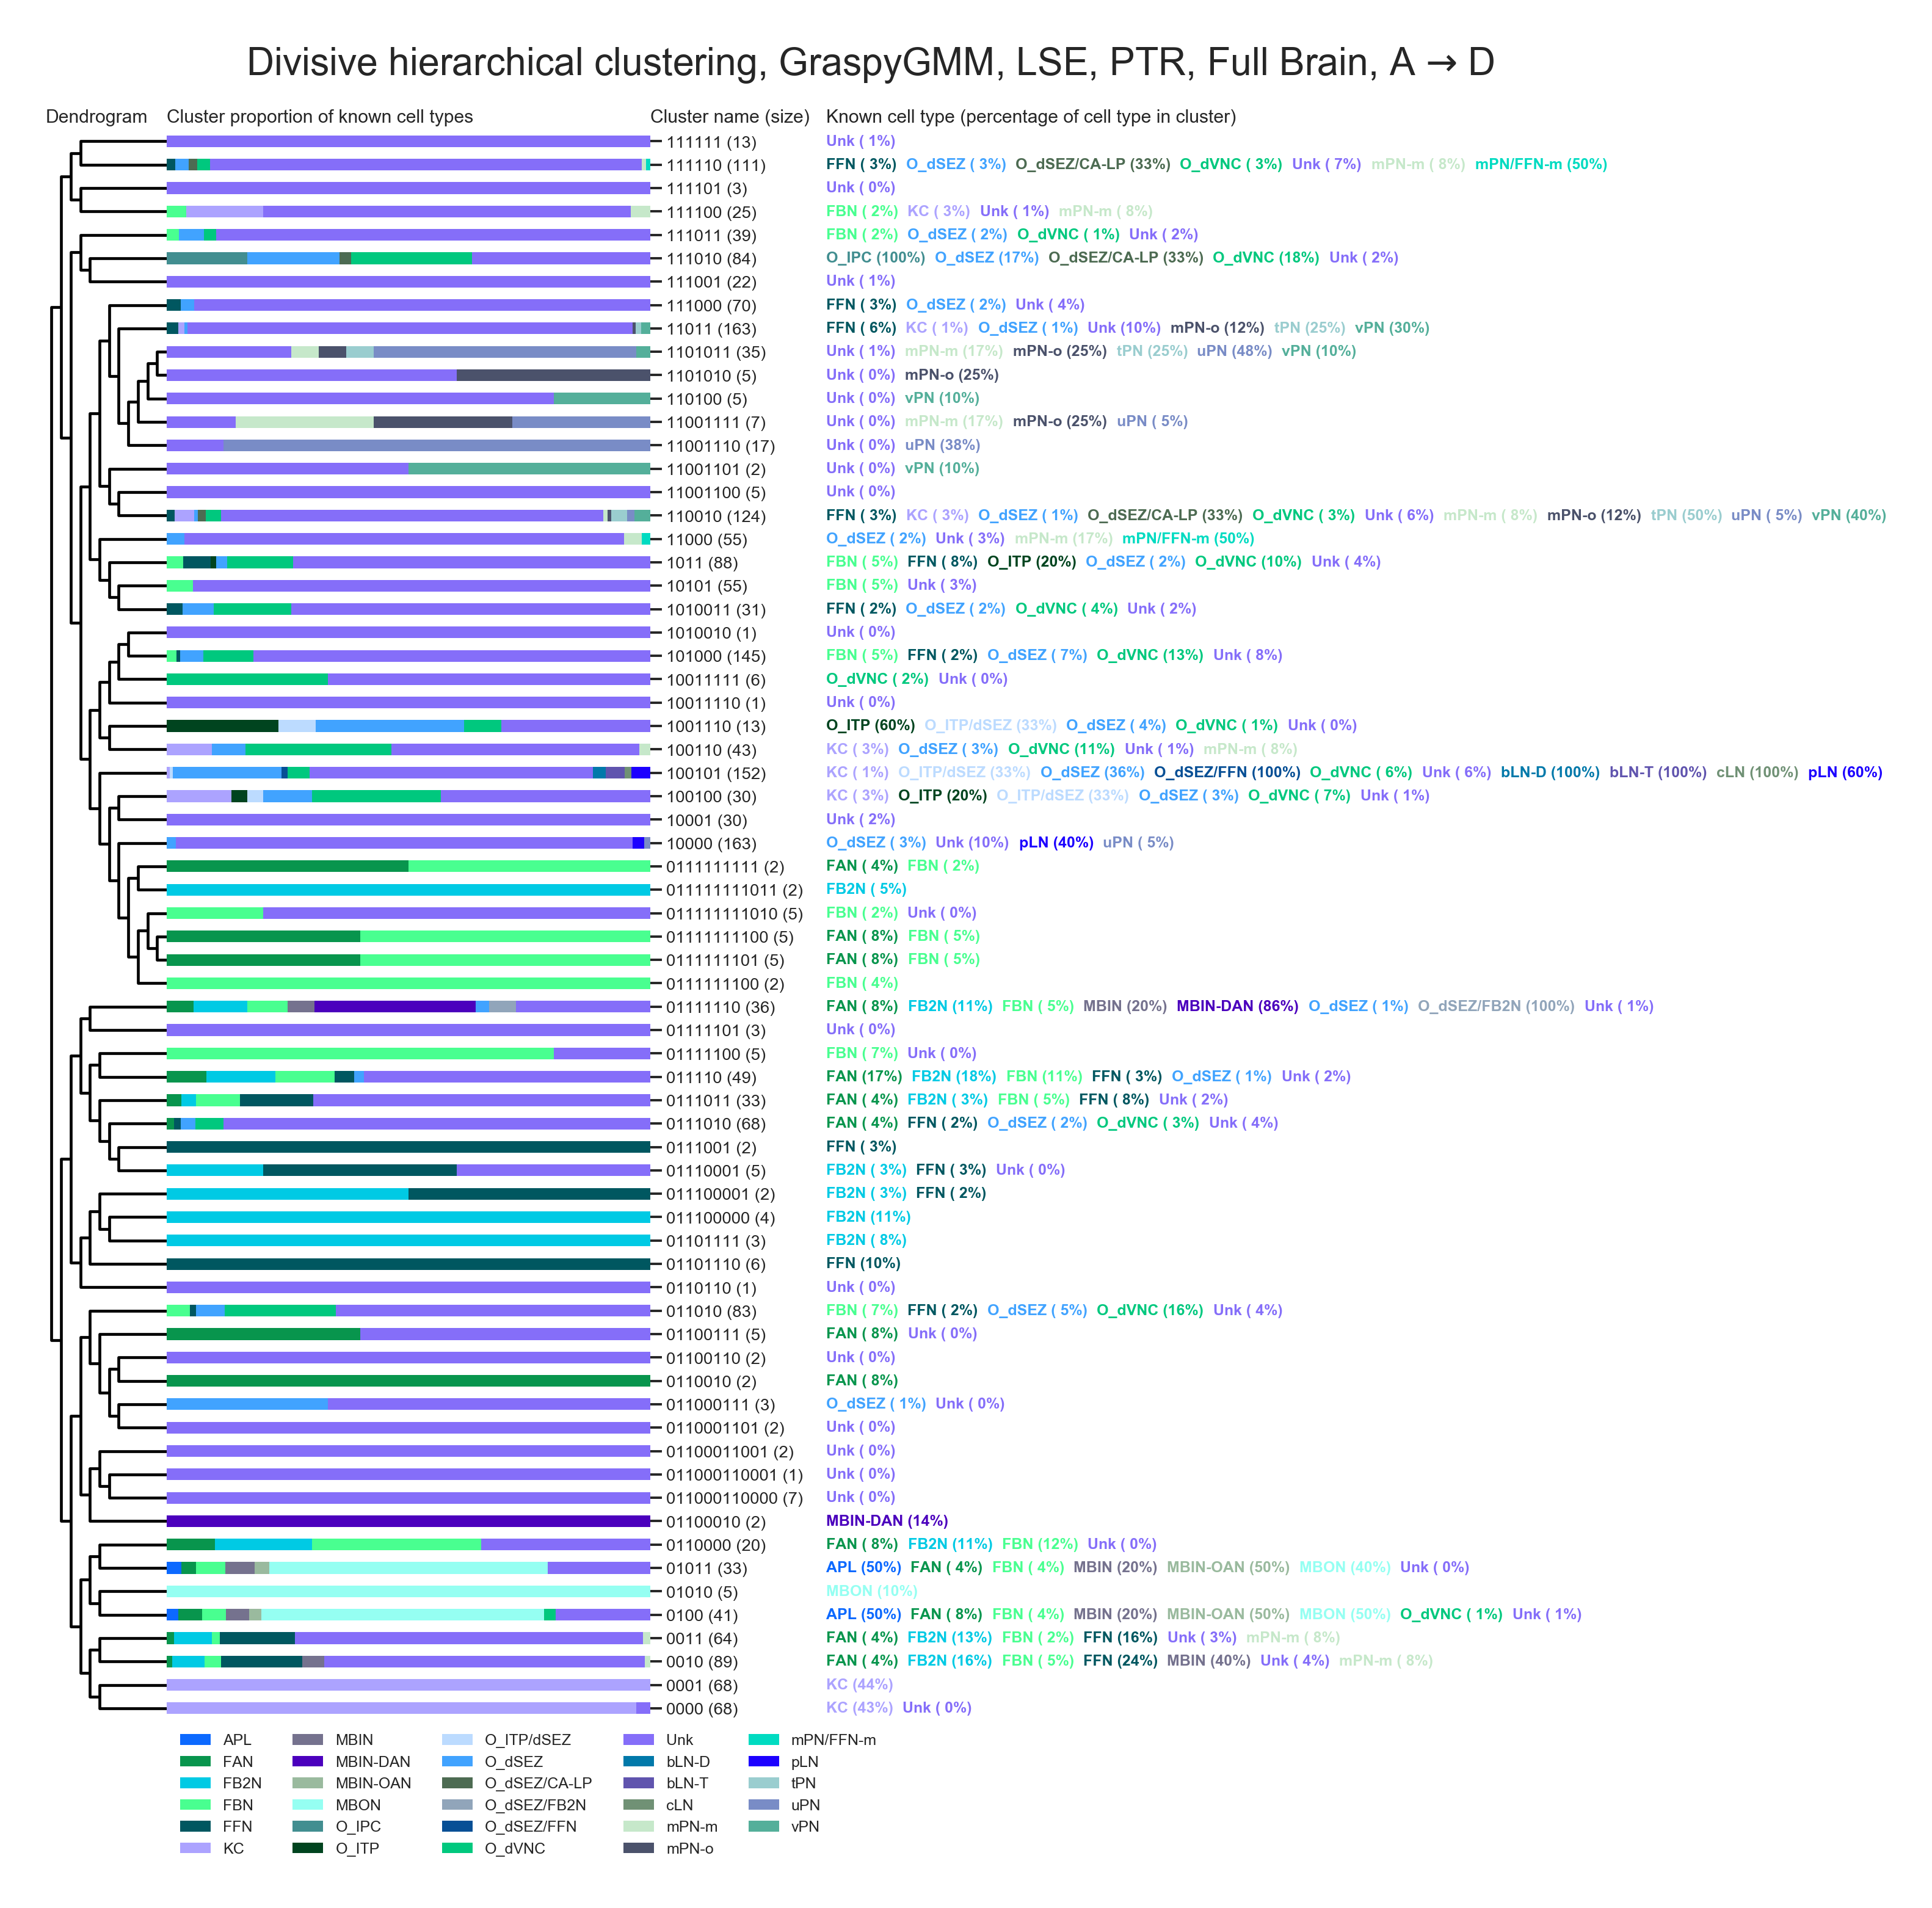 Divisive hierarchical clustering, GraspyGMM, LSE, PTR, Full Brain, A → D
Dendrogram Cluster proportion of known cell types Cluster name (size) Known cell type (percentage of cell type in cluster)
111111 (13) Unk ( 1%)
111110 (111) FFN ( 3%) O_dSEZ ( 3%) O_dSEZ/CA-LP (33%) O_dVNC ( 3%) Unk ( 7%) mPN-m ( 8%) mPN/FFN-m (50%)
111101 (3) Unk ( 0%)
111100 (25) FBN ( 2%) KC ( 3%) Unk ( 1%) mPN-m ( 8%)
111011 (39) FBN ( 2%) O_dSEZ ( 2%) O_dVNC ( 1%) Unk ( 2%)
111010 (84) O_IPC (100%) O_dSEZ (17%) O_dSEZ/CA-LP (33%) O_dVNC (18%) Unk ( 2%)
111001 (22) Unk ( 1%)
111000 (70) FFN ( 3%) O_dSEZ ( 2%) Unk ( 4%)
11011 (163) FFN ( 6%) KC ( 1%) O_dSEZ ( 1%) Unk (10%) mPN-o (12%) tPN (25%) vPN (30%)
1101011 (35) Unk ( 1%) mPN-m (17%) mPN-o (25%) tPN (25%) uPN (48%) vPN (10%)
1101010 (5) Unk ( 0%) mPN-o (25%)
110100 (5) Unk ( 0%) vPN (10%)
11001111 (7) Unk ( 0%) mPN-m (17%) mPN-o (25%) uPN ( 5%)
11001110 (17) Unk ( 0%) uPN (38%)
11001101 (2) Unk ( 0%) vPN (10%)
11001100 (5) Unk ( 0%)
110010 (124) FFN ( 3%) KC ( 3%) O_dSEZ ( 1%) O_dSEZ/CA-LP (33%) O_dVNC ( 3%) Unk ( 6%) mPN-m ( 8%) mPN-o (12%) tPN (50%) uPN ( 5%) vPN (40%)
11000 (55) O_dSEZ ( 2%) Unk ( 3%) mPN-m (17%) mPN/FFN-m (50%)
1011 (88) FBN ( 5%) FFN ( 8%) O_ITP (20%) O_dSEZ ( 2%) O_dVNC (10%) Unk ( 4%)
10101 (55) FBN ( 5%) Unk ( 3%)
1010011 (31) FFN ( 2%) O_dSEZ ( 2%) O_dVNC ( 4%) Unk ( 2%)
1010010 (1) Unk ( 0%)
101000 (145) FBN ( 5%) FFN ( 2%) O_dSEZ ( 7%) O_dVNC (13%) Unk ( 8%)
10011111 (6) O_dVNC ( 2%) Unk ( 0%)
10011110 (1) Unk ( 0%)
1001110 (13) O_ITP (60%) O_ITP/dSEZ (33%) O_dSEZ ( 4%) O_dVNC ( 1%) Unk ( 0%)
100110 (43) KC ( 3%) O_dSEZ ( 3%) O_dVNC (11%) Unk ( 1%) mPN-m ( 8%)
100101 (152) KC ( 1%) O_ITP/dSEZ (33%) O_dSEZ (36%) O_dSEZ/FFN (100%) O_dVNC ( 6%) Unk ( 6%) bLN-D (100%) bLN-T (100%) cLN (100%) pLN (60%)
100100 (30) KC ( 3%) O_ITP (20%) O_ITP/dSEZ (33%) O_dSEZ ( 3%) O_dVNC ( 7%) Unk ( 1%)
10001 (30) Unk ( 2%)
10000 (163) O_dSEZ ( 3%) Unk (10%) pLN (40%) uPN ( 5%)
0111111111 (2) FAN ( 4%) FBN ( 2%)
011111111011 (2) FB2N ( 5%)
011111111010 (5) FBN ( 2%) Unk ( 0%)
01111111100 (5) FAN ( 8%) FBN ( 5%)
0111111101 (5) FAN ( 8%) FBN ( 5%)
0111111100 (2) FBN ( 4%)
01111110 (36) FAN ( 8%) FB2N (11%) FBN ( 5%) MBIN (20%) MBIN-DAN (86%) O_dSEZ ( 1%) O_dSEZ/FB2N (100%) Unk ( 1%)
01111101 (3) Unk ( 0%)
01111100 (5) FBN ( 7%) Unk ( 0%)
011110 (49) FAN (17%) FB2N (18%) FBN (11%) FFN ( 3%) O_dSEZ ( 1%) Unk ( 2%)
0111011 (33) FAN ( 4%) FB2N ( 3%) FBN ( 5%) FFN ( 8%) Unk ( 2%)
0111010 (68) FAN ( 4%) FFN ( 2%) O_dSEZ ( 2%) O_dVNC ( 3%) Unk ( 4%)
0111001 (2) FFN ( 3%)
01110001 (5) FB2N ( 3%) FFN ( 3%) Unk ( 0%)
011100001 (2) FB2N ( 3%) FFN ( 2%)
011100000 (4) FB2N (11%)
01101111 (3) FB2N ( 8%)
01101110 (6) FFN (10%)
0110110 (1) Unk ( 0%)
011010 (83) FBN ( 7%) FFN ( 2%) O_dSEZ ( 5%) O_dVNC (16%) Unk ( 4%)
01100111 (5) FAN ( 8%) Unk ( 0%)
01100110 (2) Unk ( 0%)
0110010 (2) FAN ( 8%)
011000111 (3) O_dSEZ ( 1%) Unk ( 0%)
0110001101 (2) Unk ( 0%)
01100011001 (2) Unk ( 0%)
011000110001 (1) Unk ( 0%)
011000110000 (7) Unk ( 0%)
01100010 (2) MBIN-DAN (14%)
0110000 (20) FAN ( 8%) FB2N (11%) FBN (12%) Unk ( 0%)
01011 (33) APL (50%) FAN ( 4%) FBN ( 4%) MBIN (20%) MBIN-OAN (50%) MBON (40%) Unk ( 0%)
01010 (5) MBON (10%)
0100 (41) APL (50%) FAN ( 8%) FBN ( 4%) MBIN (20%) MBIN-OAN (50%) MBON (50%) O_dVNC ( 1%) Unk ( 1%)
0011 (64) FAN ( 4%) FB2N (13%) FBN ( 2%) FFN (16%) Unk ( 3%) mPN-m ( 8%)
0010 (89) FAN ( 4%) FB2N (16%) FBN ( 5%) FFN (24%) MBIN (40%) Unk ( 4%) mPN-m ( 8%)
0001 (68) KC (44%)
0000 (68) KC (43%) Unk ( 0%)
APL MBIN O_ITP/dSEZ Unk mPN/FFN-m
FAN MBIN-DAN O_dSEZ bLN-D pLN
FB2N MBIN-OAN O_dSEZ/CA-LP bLN-T tPN
FBN MBON O_dSEZ/FB2N cLN uPN
FFN O_IPC O_dSEZ/FFN mPN-m vPN
KC O_ITP O_dVNC mPN-o